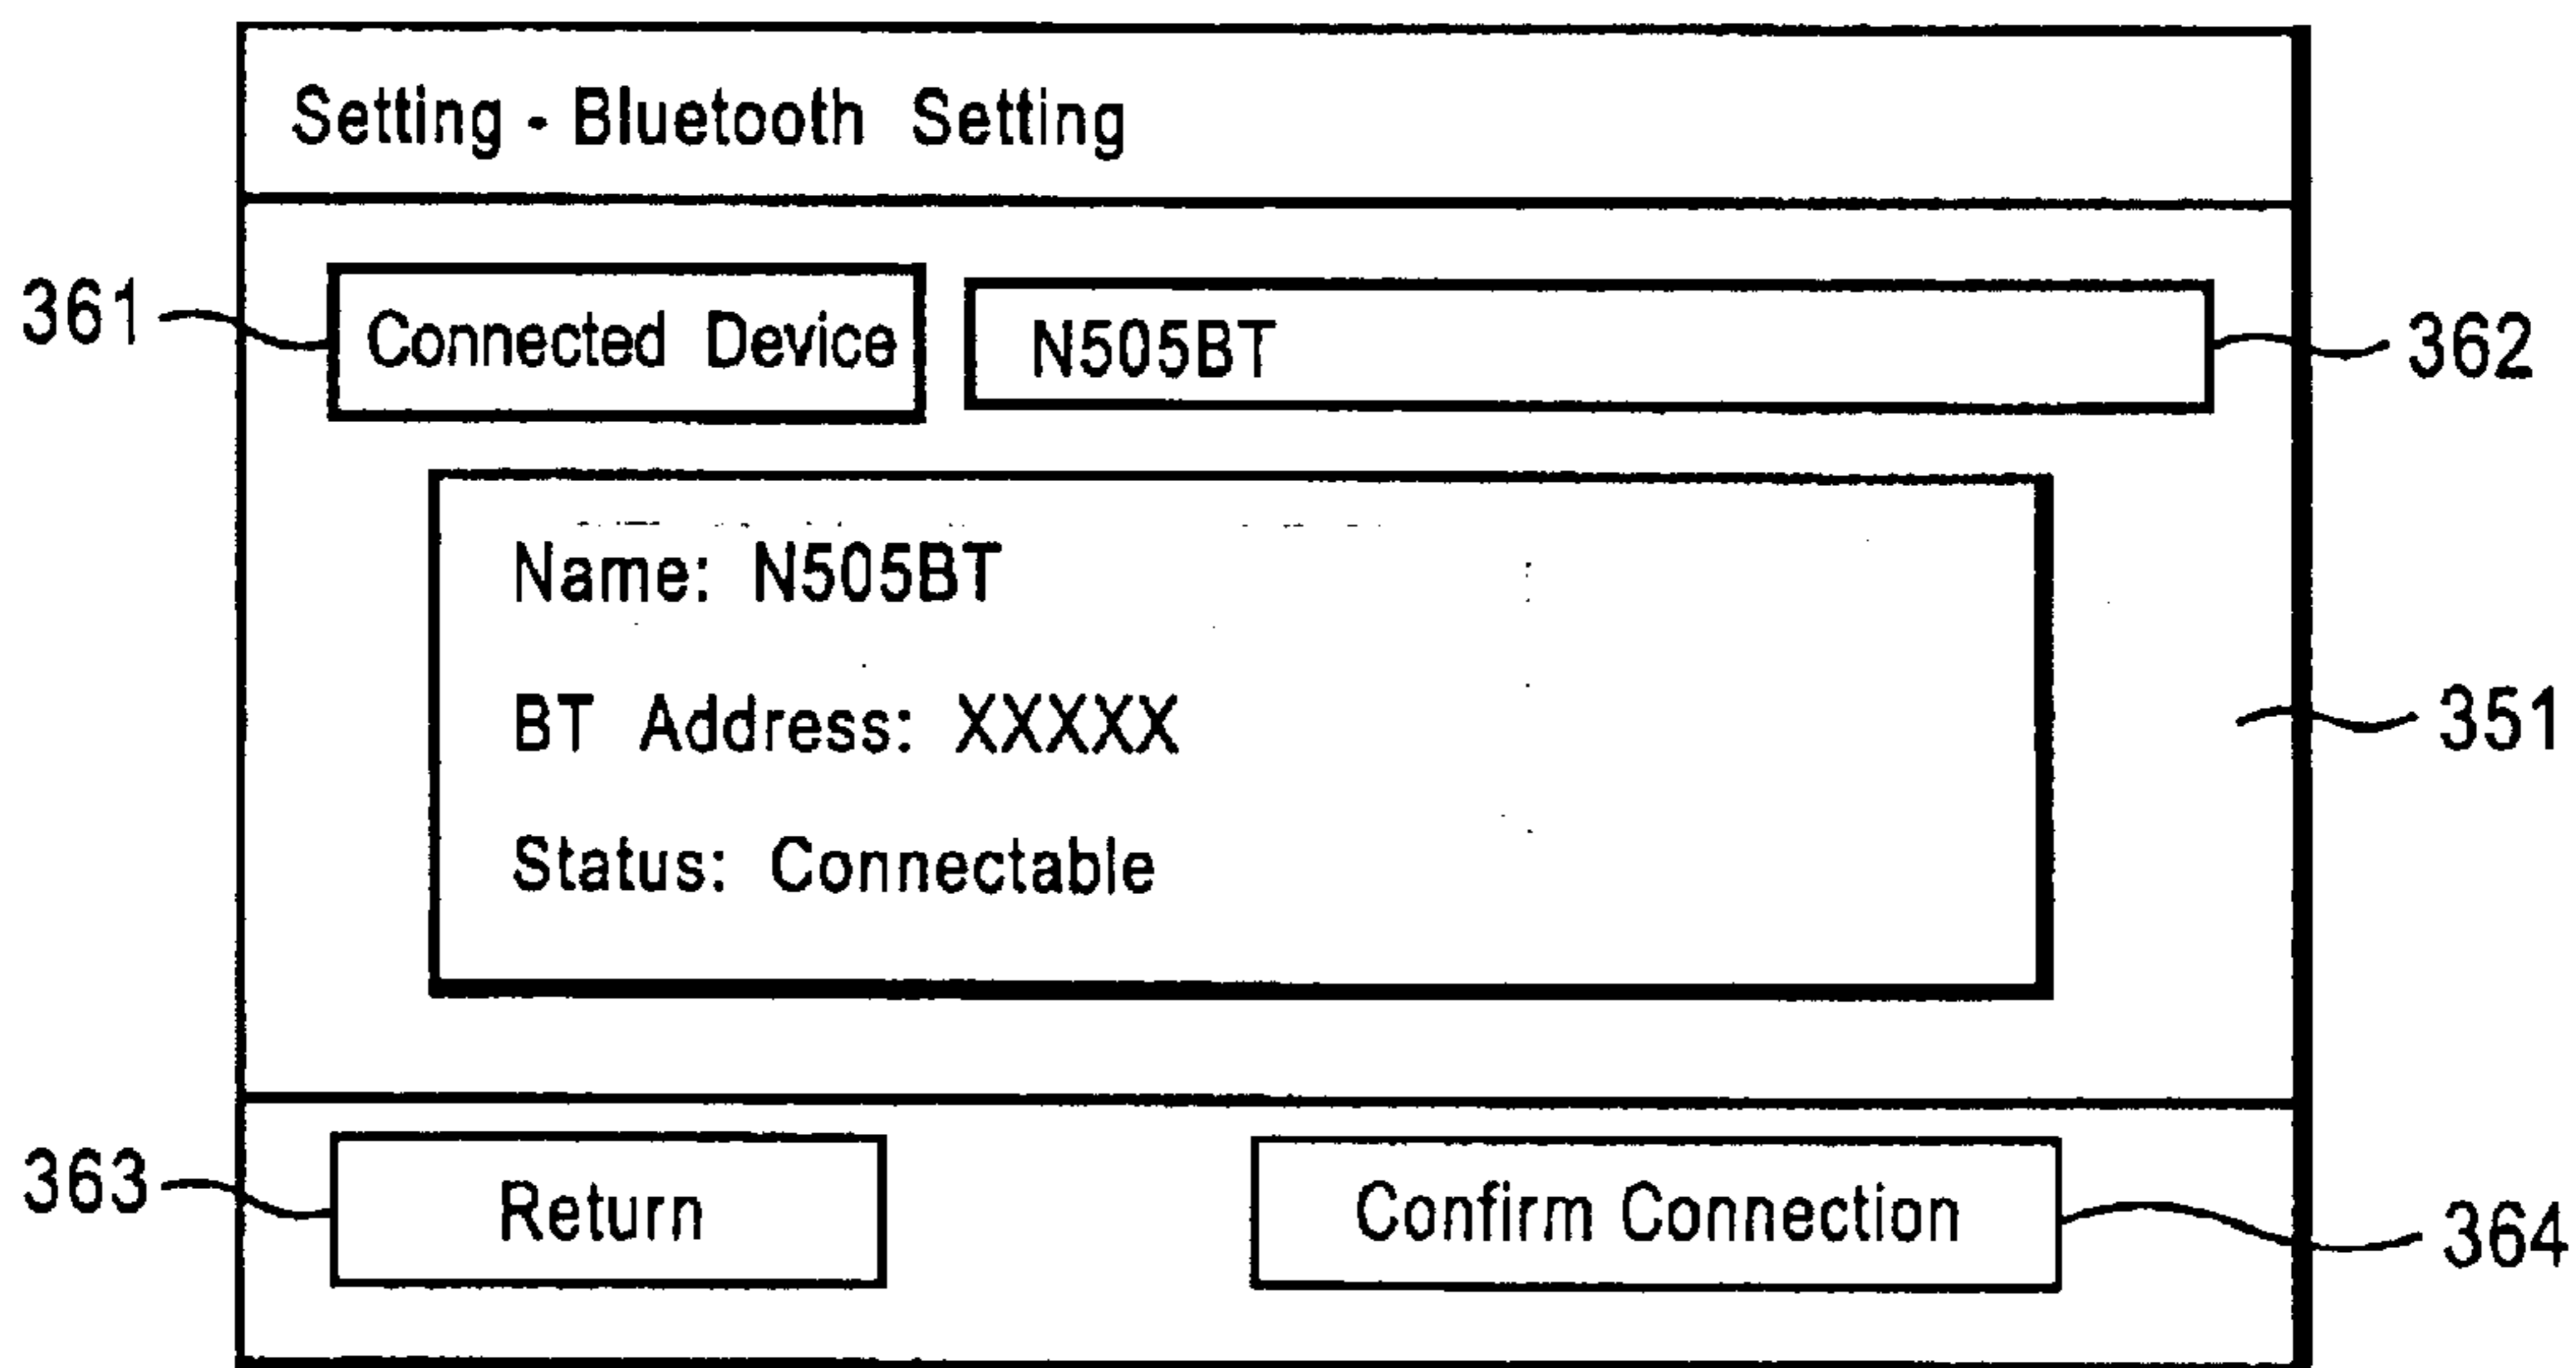 Setting - Bluetooth Setting
361
Connected Device
N505BT
362
Name: N505BT
BT Address: XXXXX
351
Status: Connectable
363
Return
Confirm Connection
364